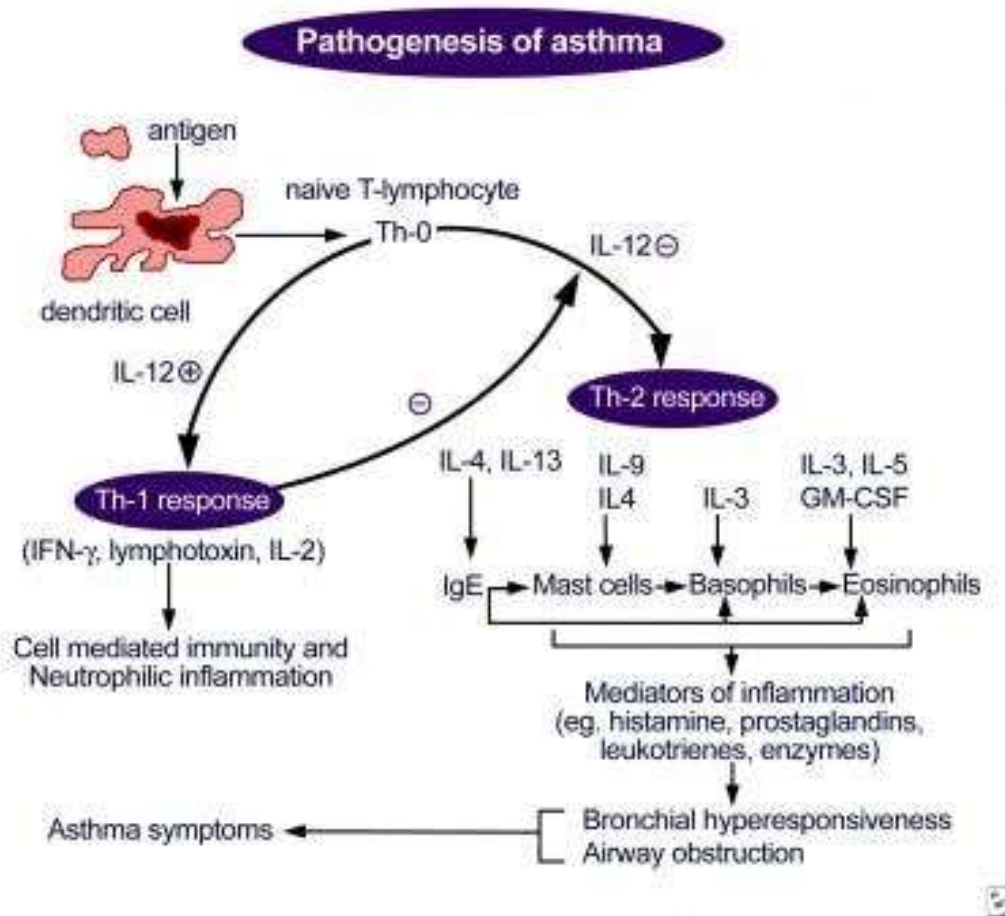 Pathogenesis of asthma
antigen
naive T-lymphocyte
Th-0
IL-12⊖
dendritic cell
IL-12⊕
⊖
Th-2 response
Th-1 response
(IFN-γ, lymphotoxin, IL-2)
Cell mediated immunity and
Neutrophilic inflammation
IL-4, IL-13
IL-9
IL4
IL-3
IL-3, IL-5
GM-CSF
IgE
Mast cells
Basophils
Eosinophils
Mediators of inflammation
(eg. histamine, prostaglandins,
leukotrienes, enzymes)
Bronchial hyperesponsiveness
Airway obstruction
Asthma symptoms